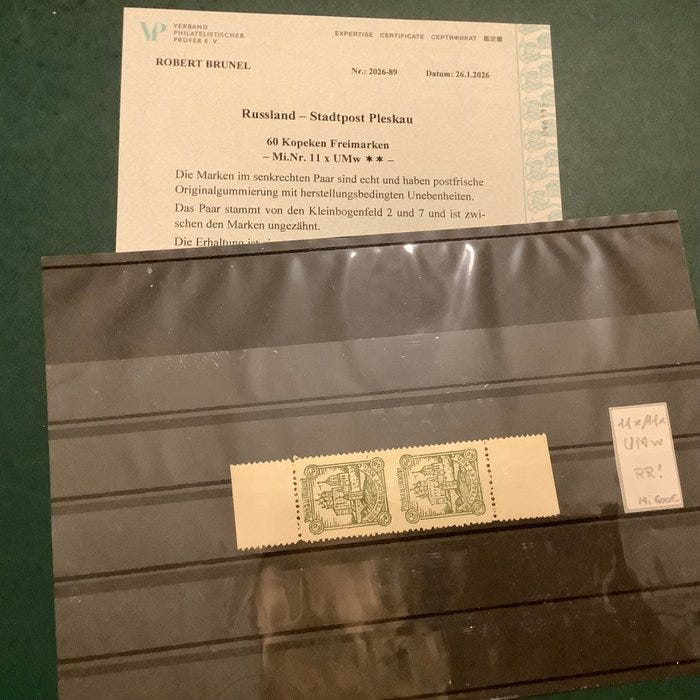 VP VERBAND
PHILATELISTISCHER
PRÜFER E. V.
EXPERTISE CERTIFICATE СЕРТИФИКАТ
ROBERT BRUNEL
Nr.: 2026-89 Datum: 26.1.2026
Russland – Stadtpost Pleskau
60 Kopeken Freimarken
– Mi.Nr. 11 x UMw ✶✶ –
Die Marken im senkrechten Paar sind echt und haben postfrische
Originalgummierung mit herstellungsbedingten Unebenheiten.
Das Paar stammt von den Kleinbogenfeld 2 und 7 und ist zwi-
schen den Marken ungezähnt.
Die Erhaltung ist
11x/11x
UMw
RR!
Mi 600€